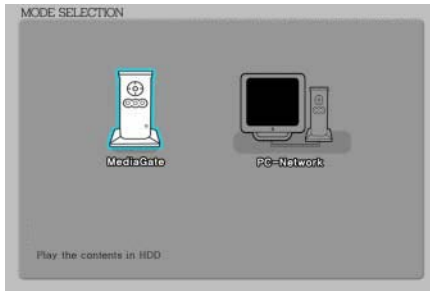 MODE SELECTION
MediaGate
PC-Network
Play the contents in HDD